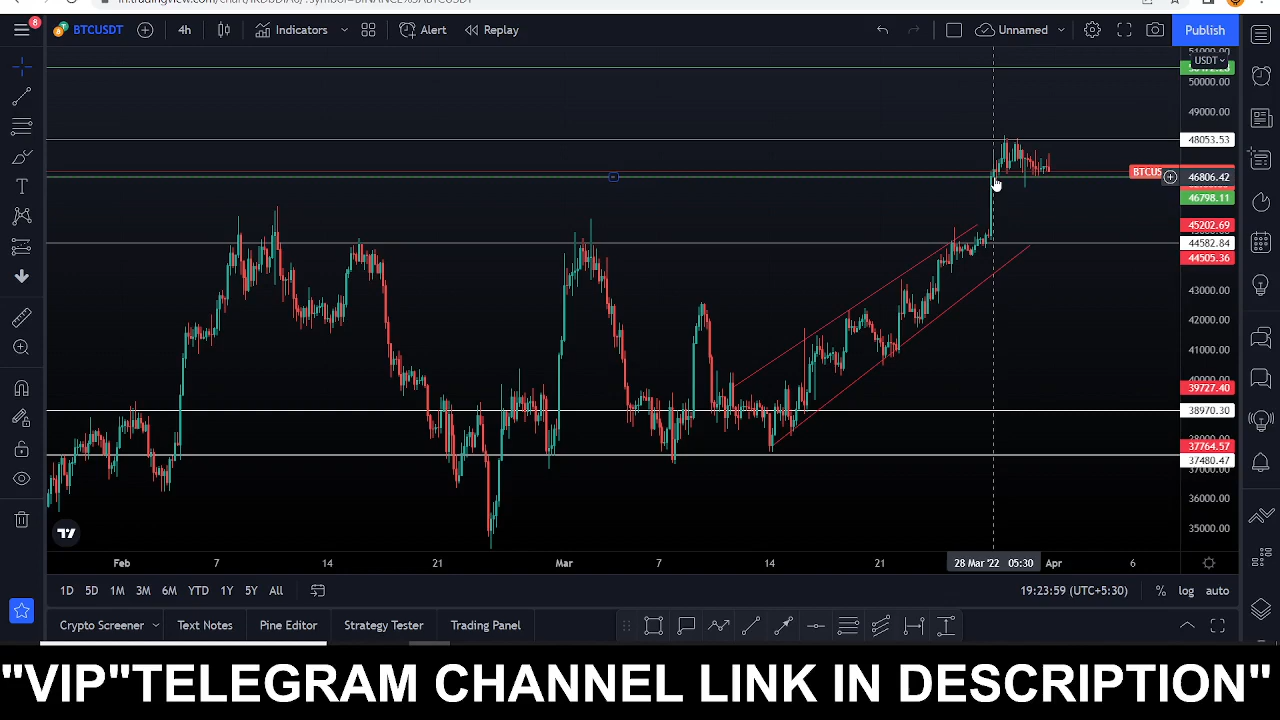 8
BTCUSDT
4h
Indicators
Alert
Replay
Unnamed
Publish
USDT
50000.00
49000.00
48053.53
BTCUS
46806.42
46798.11
45202.69
44582.84
44505.36
43000.00
42000.00
41000.00
39727.40
38970.30
37764.57
37480.47
37000.00
36000.00
35000.00
Feb
7
14
21
Mar
7
14
21
28 Mar '22 05:30
Apr
6
1D
5D
1M
3M
6M
YTD
1Y
5Y
All
19:23:59 (UTC+5:30)
%
log
auto
Crypto Screener
Text Notes
Pine Editor
Strategy Tester
Trading Panel
"VIP"TELEGRAM CHANNEL LINK IN DESCRIPTION"